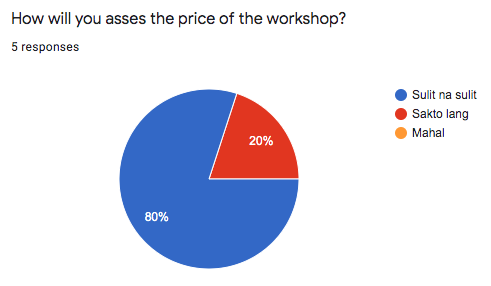 How will you asses the price of the workshop?
5 responses
Sulit na sulit
Sakto lang
Mahal
20%
80%